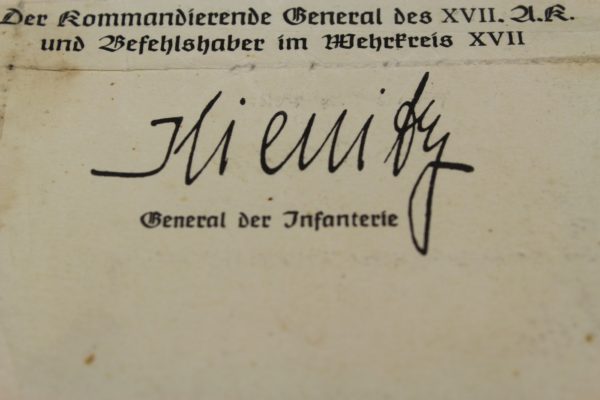 Der Kommandierende General des XVII. A.K.
und Befehlshaber im Wehrkreis XVII
Kienitz
General der Infanterie